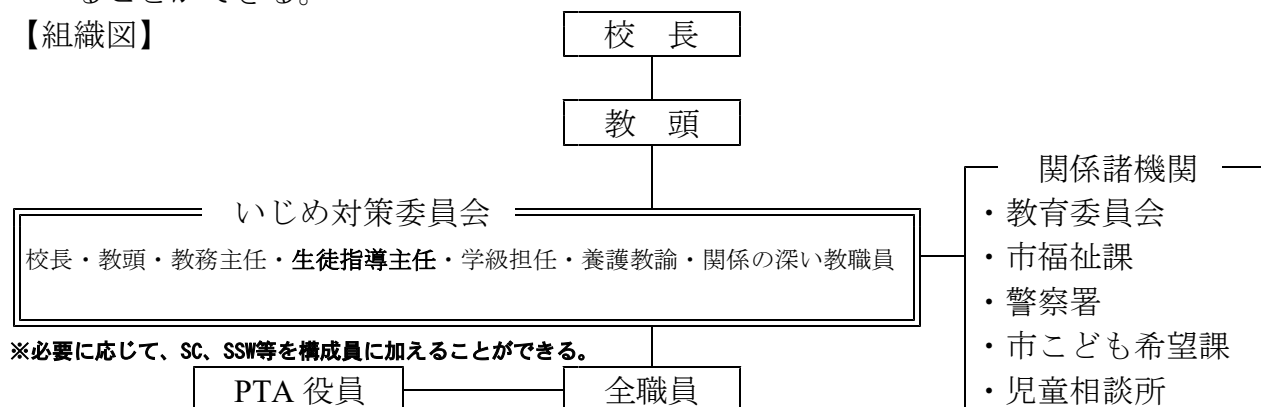 ることができる。
【組織図】
校　長
教　頭
いじめ対策委員会
校長・教頭・教務主任・生徒指導主任・学級担任・養護教諭・関係の深い教職員
※必要に応じて、SC、SSW等を構成員に加えることができる。
PTA 役員
全職員
関係諸機関
・教育委員会
・市福祉課
・警察署
・市こども希望課
・児童相談所